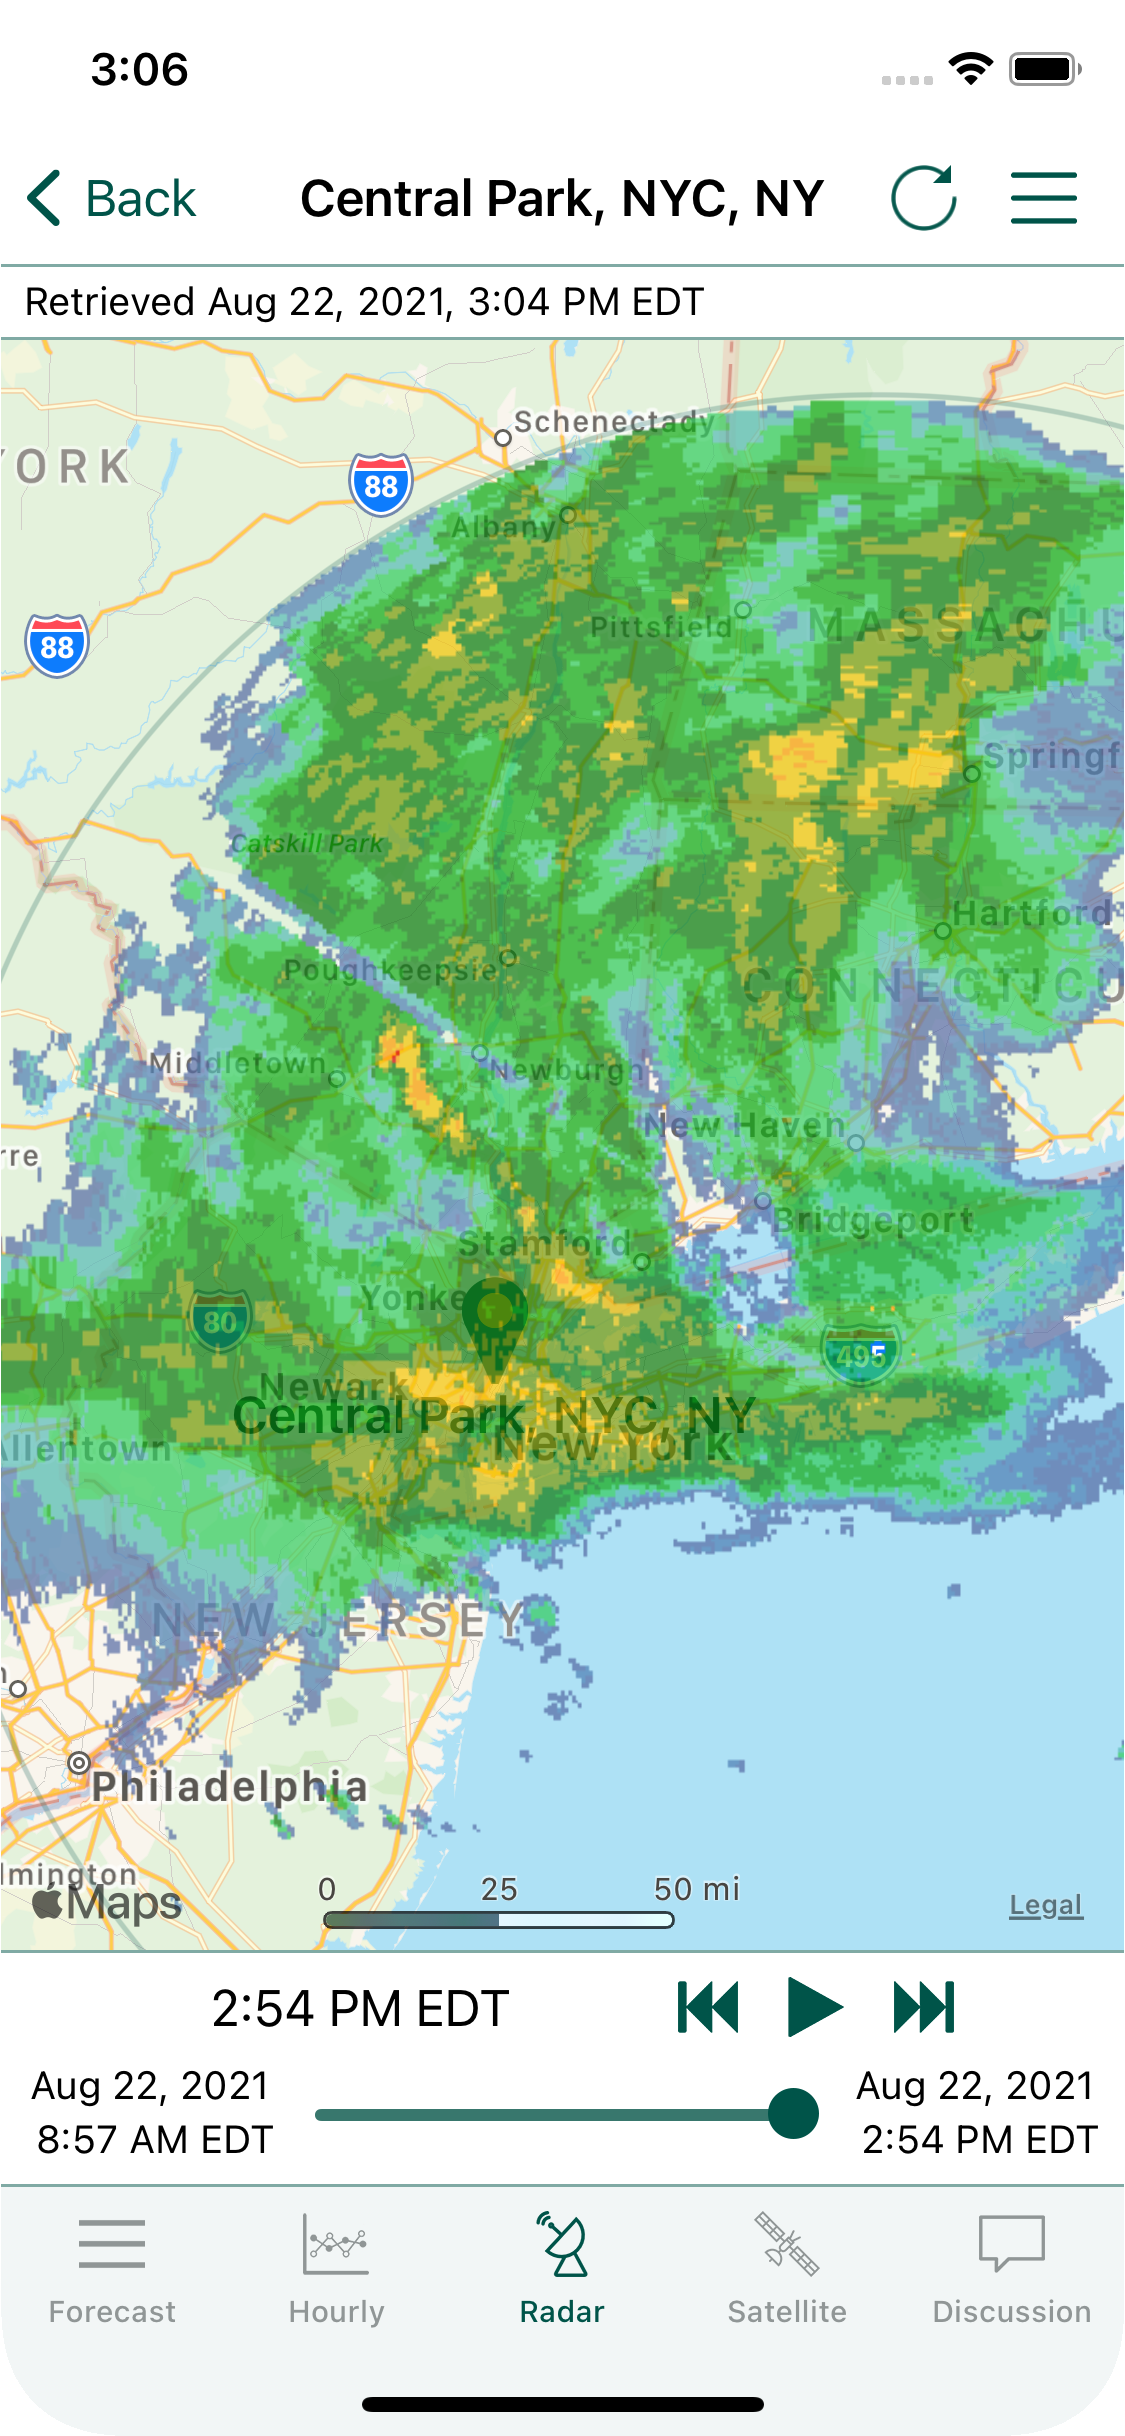 3:06
Back
Central Park, NYC, NY
Retrieved Aug 22, 2021, 3:04 PM EDT
Schenectady
YORK
88
Albany
88
Pittsfield
MASSACHU
Springf
Catskill Park
Hartford
Poughkeepsie
CONNECTICU
Middletown
Newburgh
New Haven
rre
Bridgeport
Stamford
Yonke
80
495
Newark
Central Park, NYC, NY
New York
Allentown
NEW JERSEY
Philadelphia
lmington
Maps
0 25 50 mi
Legal
2:54 PM EDT
Aug 22, 2021
8:57 AM EDT
Aug 22, 2021
2:54 PM EDT
Forecast
Hourly
Radar
Satellite
Discussion